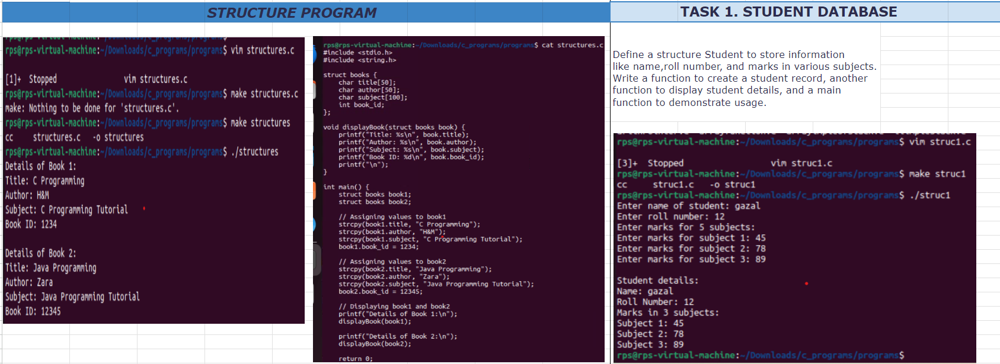 STRUCTURE PROGRAM
rps@rps-virtual-machine:~/Downloads/c_programs/programs$ vim structures.c
[1]+  Stopped                 vim structures.c
rps@rps-virtual-machine:~/Downloads/c_programs/programs$ make structures.c
make: Nothing to be done for 'structures.c'.
rps@rps-virtual-machine:~/Downloads/c_programs/programs$ make structures
cc     structures.c   -o structures
rps@rps-virtual-machine:~/Downloads/c_programs/programs$ ./structures
Details of Book 1:
Title: C Programming
Author: H&M
Subject: C Programming Tutorial
Book ID: 1234
Details of Book 2:
Title: Java Programming
Author: Zara
Subject: Java Programming Tutorial
Book ID: 12345
rps@rps-virtual-machine:~/Downloads/c_programs/programs$ cat structures.c
#include <stdio.h>
#include <string.h>
struct books {
    char title[50];
    char author[50];
    char subject[100];
    int book_id;
};
void displayBook(struct books book) {
    printf("Title: %s\n", book.title);
    printf("Author: %s\n", book.author);
    printf("Subject: %s\n", book.subject);
    printf("Book ID: %d\n", book.book_id);
    printf("\n");
}
int main() {
    struct books book1;
    struct books book2;
    // Assigning values to book1
    strcpy(book1.title, "C Programming");
    strcpy(book1.author, "H&M");
    strcpy(book1.subject, "C Programming Tutorial");
    book1.book_id = 1234;
    // Assigning values to book2
    strcpy(book2.title, "Java Programming");
    strcpy(book2.author, "Zara");
    strcpy(book2.subject, "Java Programming Tutorial");
    book2.book_id = 12345;
    // Displaying book1 and book2
    printf("Details of Book 1:\n");
    displayBook(book1);
    printf("Details of Book 2:\n");
    displayBook(book2);
    return 0;
TASK 1. STUDENT DATABASE
Define a structure Student to store information
like name,roll number, and marks in various subjects.
Write a function to create a student record, another
function to display student details, and a main
function to demonstrate usage.
rps@rps-virtual-machine:~/Downloads/c_programs/programs$ vim struc1.c
[3]+  Stopped                 vim struc1.c
rps@rps-virtual-machine:~/Downloads/c_programs/programs$ make struc1
cc     struc1.c   -o struc1
rps@rps-virtual-machine:~/Downloads/c_programs/programs$ ./struc1
Enter name of student: gazal
Enter roll number: 12
Enter marks for 5 subjects:
Enter marks for subject 1: 45
Enter marks for subject 2: 78
Enter marks for subject 3: 89
Student details:
Name: gazal
Roll Number: 12
Marks in 3 subjects:
Subject 1: 45
Subject 2: 78
Subject 3: 89
rps@rps-virtual-machine:~/Downloads/c_programs/programs$